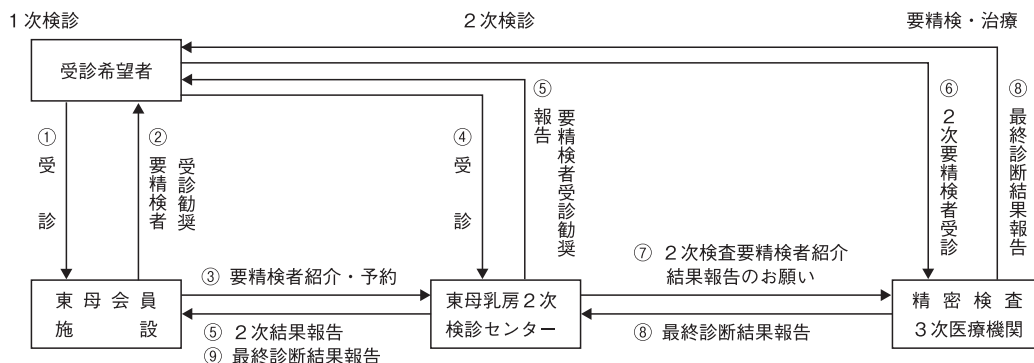 1次検診
2次検診
要精検・治療
受診希望者
①受診
②要精検者
受診勧奨
④受診
⑤報告
要精検者受診勧奨
⑥2次要精検者受診
⑧最終診断結果報告
③ 要精検者紹介・予約
⑦ 2次検査要精検者紹介
結果報告のお願い
東母会員
施設
東母乳房2次
検診センター
精密検査
3次医療機関
⑤ 2次結果報告
⑨ 最終診断結果報告
⑧ 最終診断結果報告